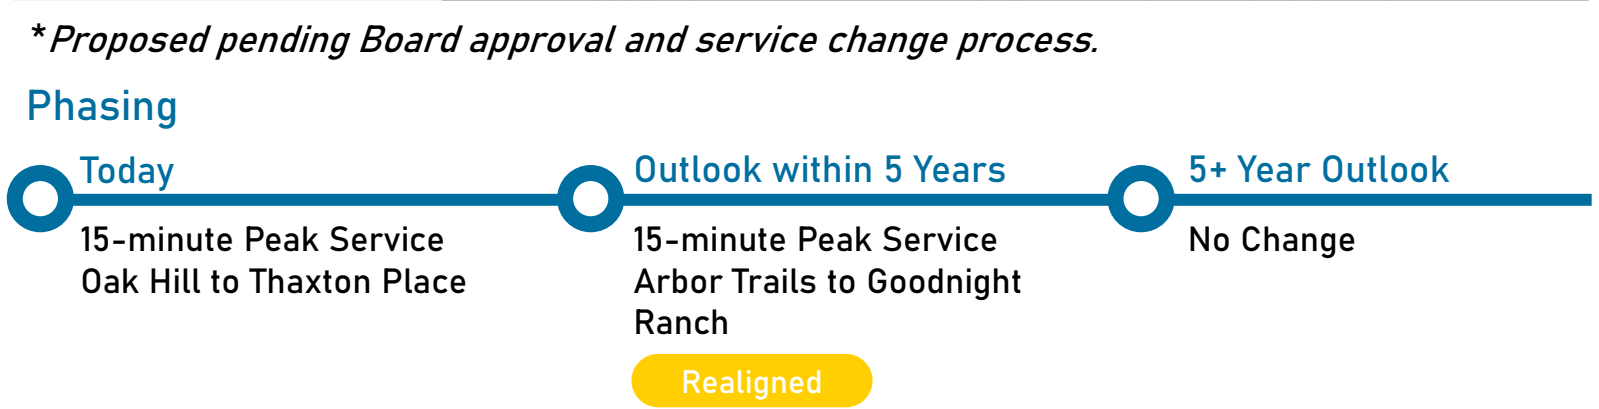 *Proposed pending Board approval and service change process.
Phasing
Today
15-minute Peak Service
Oak Hill to Thaxton Place
Outlook within 5 Years
15-minute Peak Service
Arbor Trails to Goodnight
Ranch
Realigned
5+ Year Outlook
No Change